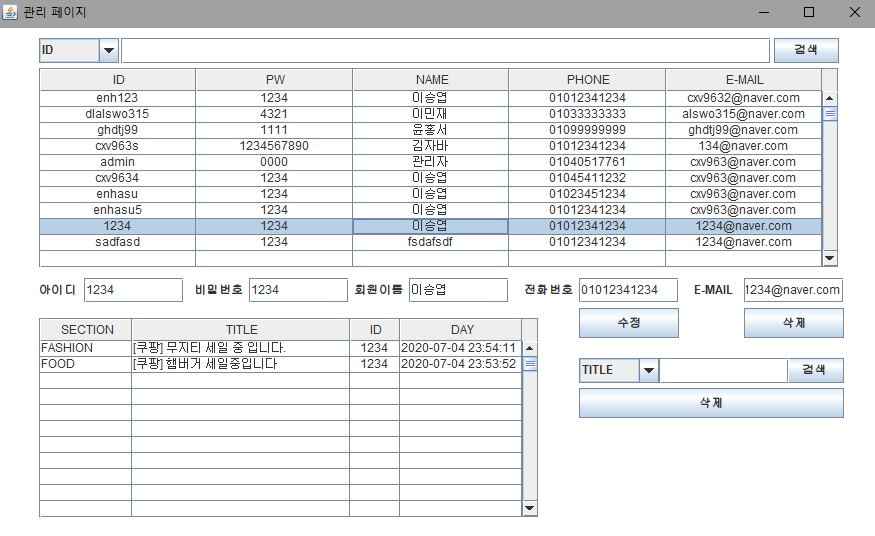 관리 페이지
ID 검색
ID PW NAME PHONE E-MAIL
enh123 1234 이승엽 01012341234 cxv9632@naver.com
dlalswo315 4321 이민재 01033333333 alswo315@naver.com
ghdtj99 1111 윤홍서 01099999999 ghdtj99@naver.com
cxv963s 1234567890 김자바 01012341234 134@naver.com
admin 0000 관리자 01040517761 cxv963@naver.com
cxv9634 1234 이승엽 01045411232 cxv963@naver.com
enhasu 1234 이승엽 01023451234 cxv963@naver.com
enhasu5 1234 이승엽 01012341234 cxv963@naver.com
1234 1234 이승엽 01012341234 1234@naver.com
sadfasd 1234 fsdafsdf 01012341234 1234@naver.com
아이디 1234 비밀번호 1234 회원이름 이승엽 전화번호 01012341234 E-MAIL 1234@naver.com
수정 삭제
SECTION TITLE ID DAY
FASHION [쿠팡] 무지티 세일 중 입니다. 1234 2020-07-04 23:54:11
FOOD [쿠팡] 햄버거 세일중입니다 1234 2020-07-04 23:53:52
TITLE 검색
삭제